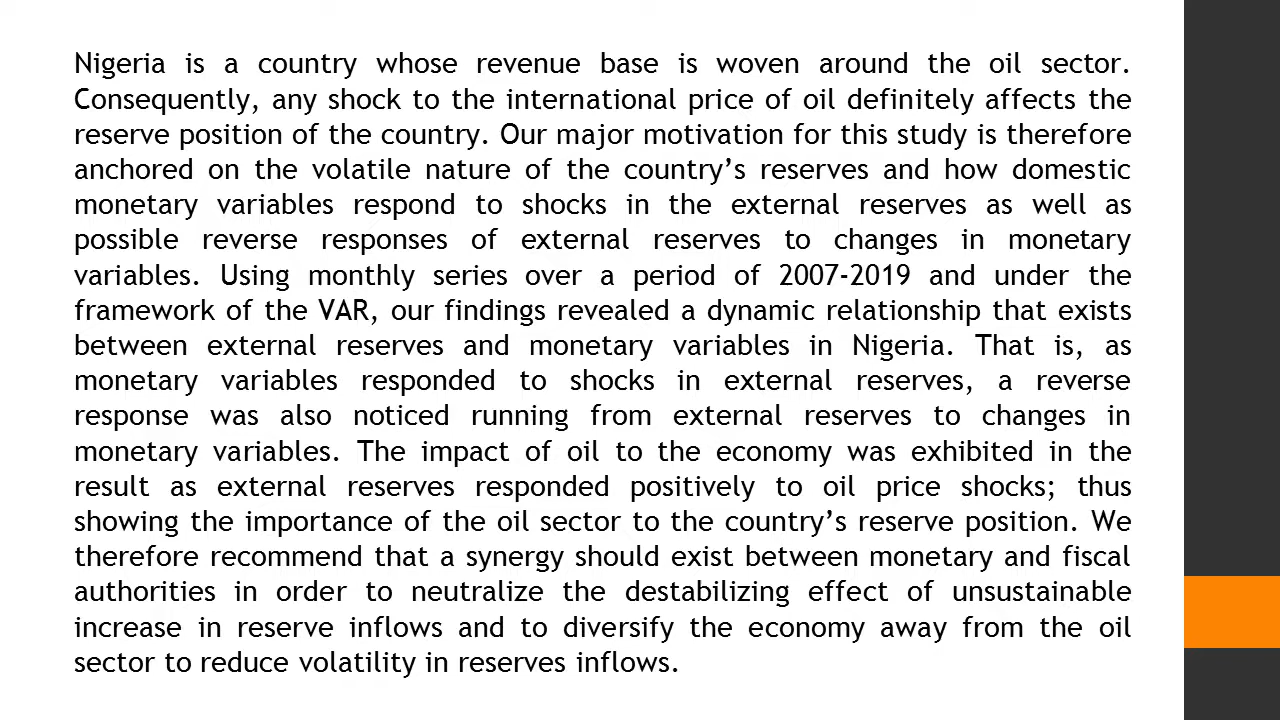 Nigeria is a country whose revenue base is woven around the oil sector.
Consequently, any shock to the international price of oil definitely affects the
reserve position of the country. Our major motivation for this study is therefore
anchored on the volatile nature of the country’s reserves and how domestic
monetary variables respond to shocks in the external reserves as well as
possible reverse responses of external reserves to changes in monetary
variables. Using monthly series over a period of 2007-2019 and under the
framework of the VAR, our findings revealed a dynamic relationship that exists
between external reserves and monetary variables in Nigeria. That is, as
monetary variables responded to shocks in external reserves, a reverse
response was also noticed running from external reserves to changes in
monetary variables. The impact of oil to the economy was exhibited in the
result as external reserves responded positively to oil price shocks; thus
showing the importance of the oil sector to the country’s reserve position. We
therefore recommend that a synergy should exist between monetary and fiscal
authorities in order to neutralize the destabilizing effect of unsustainable
increase in reserve inflows and to diversify the economy away from the oil
sector to reduce volatility in reserves inflows.